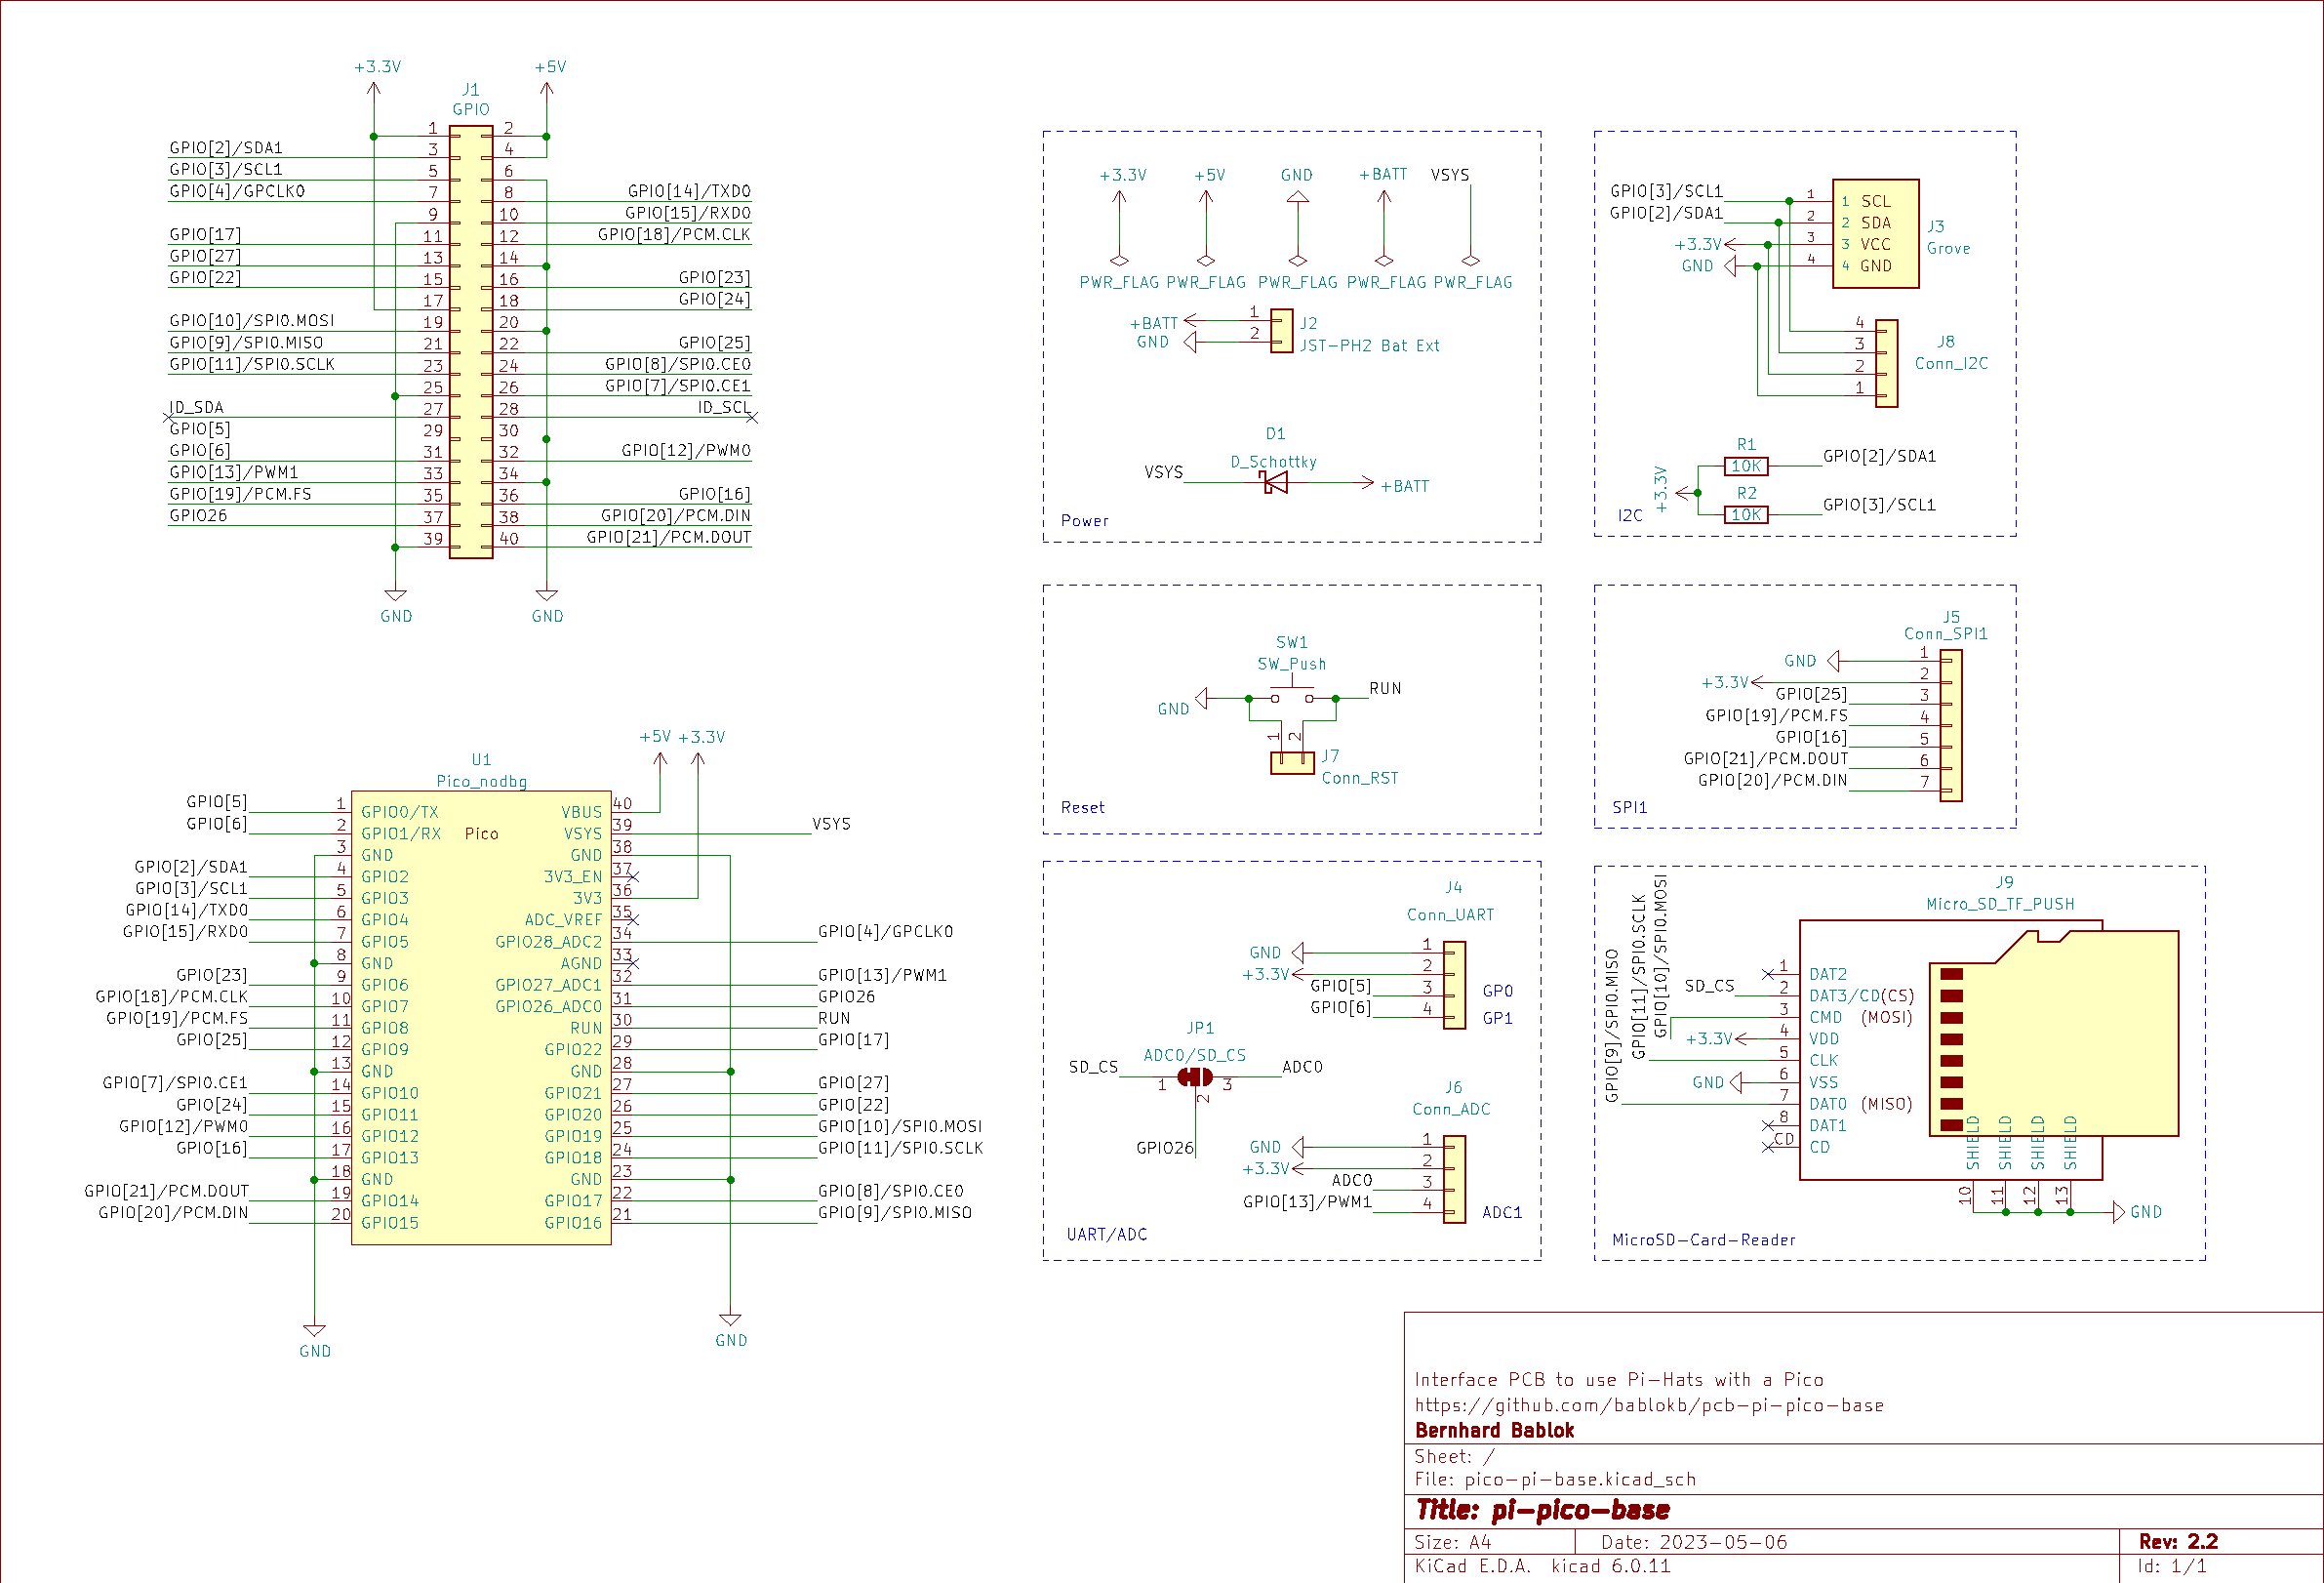 +3.3V
+5V
J1
GPIO
1
2
GPIO[2]/SDA1
3
4
GPIO[3]/SCL1
5
6
GPIO[4]/GPCLK0
7
8
GPIO[14]/TXD0
9
10
GPIO[15]/RXD0
GPIO[17]
11
12
GPIO[18]/PCM.CLK
GPIO[27]
13
14
GPIO[22]
15
16
GPIO[23]
17
18
GPIO[24]
GPIO[10]/SPI0.MOSI
19
20
GPIO[9]/SPI0.MISO
21
22
GPIO[25]
GPIO[11]/SPI0.SCLK
23
24
GPIO[8]/SPI0.CE0
25
26
GPIO[7]/SPI0.CE1
ID_SDA
27
28
ID_SCL
GPIO[5]
29
30
GPIO[6]
31
32
GPIO[12]/PWM0
GPIO[13]/PWM1
33
34
GPIO[19]/PCM.FS
35
36
GPIO[16]
GPIO26
37
38
GPIO[20]/PCM.DIN
39
40
GPIO[21]/PCM.DOUT
GND
GND
+5V
+3.3V
U1
Pico_nodbg
Pico
GPIO[5]
1
GPIO0/TX
GPIO[6]
2
GPIO1/RX
3
GND
GPIO[2]/SDA1
4
GPIO2
GPIO[3]/SCL1
5
GPIO3
GPIO[14]/TXD0
6
GPIO4
GPIO[15]/RXD0
7
GPIO5
8
GND
GPIO[23]
9
GPIO6
GPIO[18]/PCM.CLK
10
GPIO7
GPIO[19]/PCM.FS
11
GPIO8
GPIO[25]
12
GPIO9
13
GND
GPIO[7]/SPI0.CE1
14
GPIO10
GPIO[24]
15
GPIO11
GPIO[12]/PWM0
16
GPIO12
GPIO[16]
17
GPIO13
18
GND
GPIO[21]/PCM.DOUT
19
GPIO14
GPIO[20]/PCM.DIN
20
GPIO15
VBUS
40
VSYS
39
VSYS
GND
38
3V3_EN
37
3V3
36
ADC_VREF
35
GPIO28_ADC2
34
GPIO[4]/GPCLK0
AGND
33
GPIO27_ADC1
32
GPIO[13]/PWM1
GPIO26_ADC0
31
GPIO26
RUN
30
RUN
GPIO22
29
GPIO[17]
GND
28
GPIO21
27
GPIO[27]
GPIO20
26
GPIO[22]
GPIO19
25
GPIO[10]/SPI0.MOSI
GPIO18
24
GPIO[11]/SPI0.SCLK
GND
23
GPIO17
22
GPIO[8]/SPI0.CE0
GPIO16
21
GPIO[9]/SPI0.MISO
GND
GND
+3.3V
+5V
GND
+BATT
VSYS
PWR_FLAG
PWR_FLAG
PWR_FLAG
PWR_FLAG
PWR_FLAG
+BATT
1
J2
GND
2
JST-PH2 Bat Ext
D1
D_Schottky
VSYS
+BATT
Power
GPIO[3]/SCL1
1
1 SCL
GPIO[2]/SDA1
2
2 SDA
J3
+3.3V
3
3 VCC
Grove
GND
4
4 GND
4
3
2
1
J8
Conn_I2C
+3.3V
R1
10K
GPIO[2]/SDA1
R2
10K
GPIO[3]/SCL1
I2C
SW1
SW_Push
GND
RUN
1
2
J7
Conn_RST
Reset
J5
Conn_SPI1
GND
1
+3.3V
2
GPIO[25]
3
GPIO[19]/PCM.FS
4
GPIO[16]
5
GPIO[21]/PCM.DOUT
6
GPIO[20]/PCM.DIN
7
SPI1
J4
Conn_UART
GND
1
+3.3V
2
GPIO[5]
3
GP0
GPIO[6]
4
GP1
JP1
ADC0/SD_CS
SD_CS
1
2
3
ADC0
GPIO26
J6
Conn_ADC
GND
1
+3.3V
2
ADC0
3
GPIO[13]/PWM1
4
ADC1
UART/ADC
J9
Micro_SD_TF_PUSH
GPIO[9]/SPI0.MISO
GPIO[11]/SPI0.SCLK
GPIO[10]/SPI0.MOSI
1
DAT2
SD_CS
2
DAT3/CD(CS)
3
CMD (MOSI)
+3.3V
4
VDD
5
CLK
GND
6
VSS
7
DAT0 (MISO)
8
DAT1
CD
CD
SHIELD
SHIELD
SHIELD
SHIELD
10
11
12
13
GND
MicroSD-Card-Reader
Interface PCB to use Pi-Hats with a Pico
https://github.com/bablokb/pcb-pi-pico-base
Bernhard Bablok
Sheet: /
File: pico-pi-base.kicad_sch
Title: pi-pico-base
Size: A4
Date: 2023-05-06
Rev: 2.2
KiCad E.D.A. kicad 6.0.11
Id: 1/1